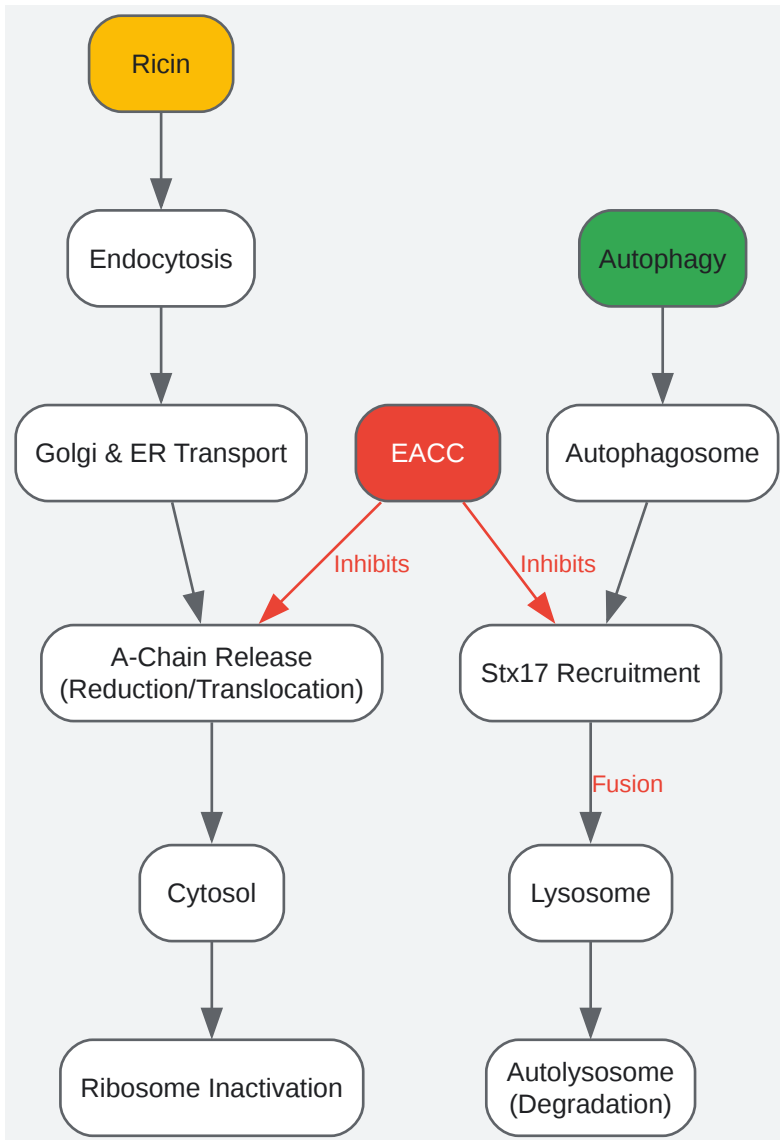 Ricin
Endocytosis
Autophagy
Golgi & ER Transport
EACC
Autophagosome
Inhibits
Inhibits
A-Chain Release
(Reduction/Translocation)
Stx17 Recruitment
Fusion
Cytosol
Lysosome
Ribosome Inactivation
Autolysosome
(Degradation)